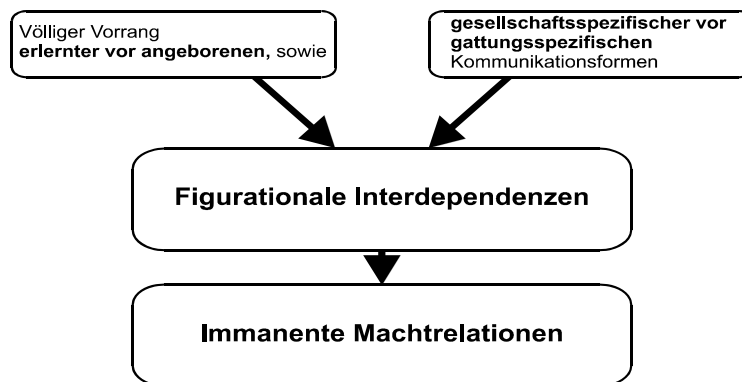 Völliger Vorrang
erlernter vor angeborenen, sowie
gesellschaftsspezifischer vor
gattungsspezifischen
Kommunikationsformen
Figurationale Interdependenzen
Immanente Machtrelationen